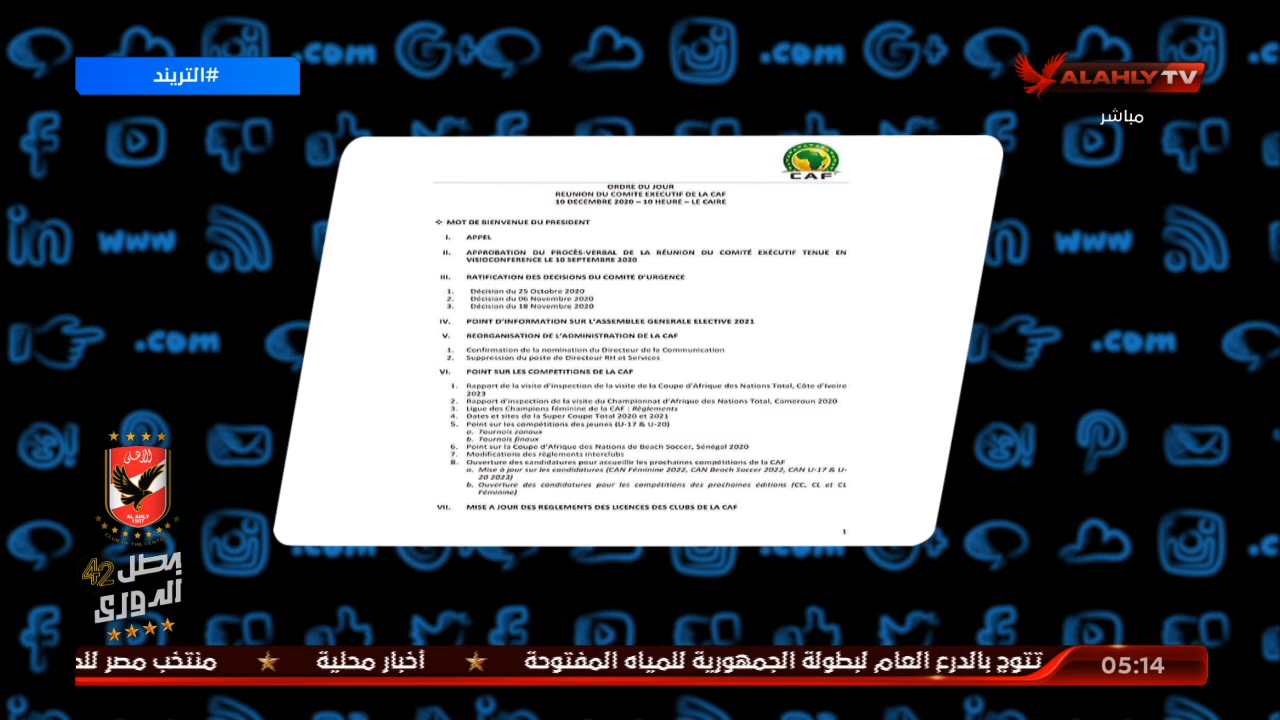 #التريند
ALAHLY TV
مباشر
CAF
ORDRE DU JOUR
REUNION DU COMITE EXECUTIF DE LA CAF
10 DECEMBRE 2020 – 10 HEURE – LE CAIRE
❖ MOT DE BIENVENUE DU PRESIDENT
I. APPEL
II. APPROBATION DU PROCÈS-VERBAL DE LA RÉUNION DU COMITÉ EXÉCUTIF TENUE EN
VISIOCONFERENCE LE 10 SEPTEMBRE 2020
III. RATIFICATION DES DECISIONS DU COMITE D'URGENCE
1. Décision du 25 Octobre 2020
2. Décision du 06 Novembre 2020
3. Décision du 18 Novembre 2020
IV. POINT D'INFORMATION SUR L'ASSEMBLEE GENERALE ELECTIVE 2021
V. REORGANISATION DE L'ADMINISTRATION DE LA CAF
1. Confirmation de la nomination du Directeur de la Communication
2. Suppression du poste de Directeur RH et Services
VI. POINT SUR LES COMPETITIONS DE LA CAF
1. Rapport de la visite d'inspection de la visite de la Coupe d'Afrique des Nations Total, Côte d'Ivoire
2023
2. Rapport d'inspection de la visite du Championnat d'Afrique des Nations Total, Cameroun 2020
3. Ligue des Champions féminine de la CAF : Règlements
4. Dates et sites de la Super Coupe Total 2020 et 2021
5. Point sur les compétitions des jeunes (U-17 & U-20)
a. Tournois zonaux
b. Tournois finaux
6. Point sur la Coupe d'Afrique des Nations de Beach Soccer, Sénégal 2020
7. Modifications des règlements interclubs
8. Ouverture des candidatures pour accueillir les prochaines compétitions de la CAF
a. Mise à jour sur les candidatures (CAN Féminine 2022, CAN Beach Soccer 2022, CAN U-17 & U-
20 2023)
b. Ouverture des candidatures pour les compétitions des prochaines éditions (CC, CL et CL
Féminine)
VII. MISE A JOUR DES REGLEMENTS DES LICENCES DES CLUBS DE LA CAF
1
الأهلي
AL AHLY
1907
CLUB OF THE CENTURY
بطل 42
الدورى
تتوج بالدرع العام لبطولة الجمهورية للمياه المفتوحة ★ أخبار محلية ★ منتخب مصر
05:14
.com
.com
www
www
.com
.com